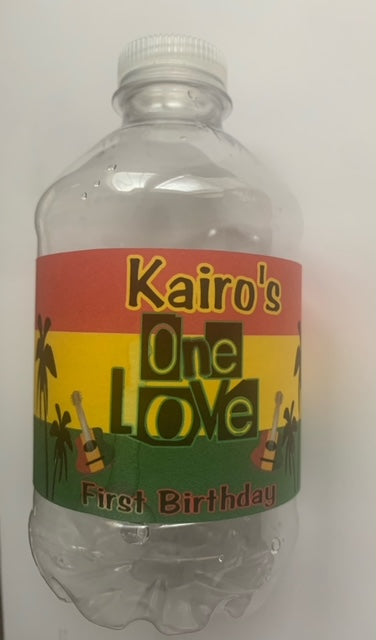 Kairo's
One
Love
First Birthday